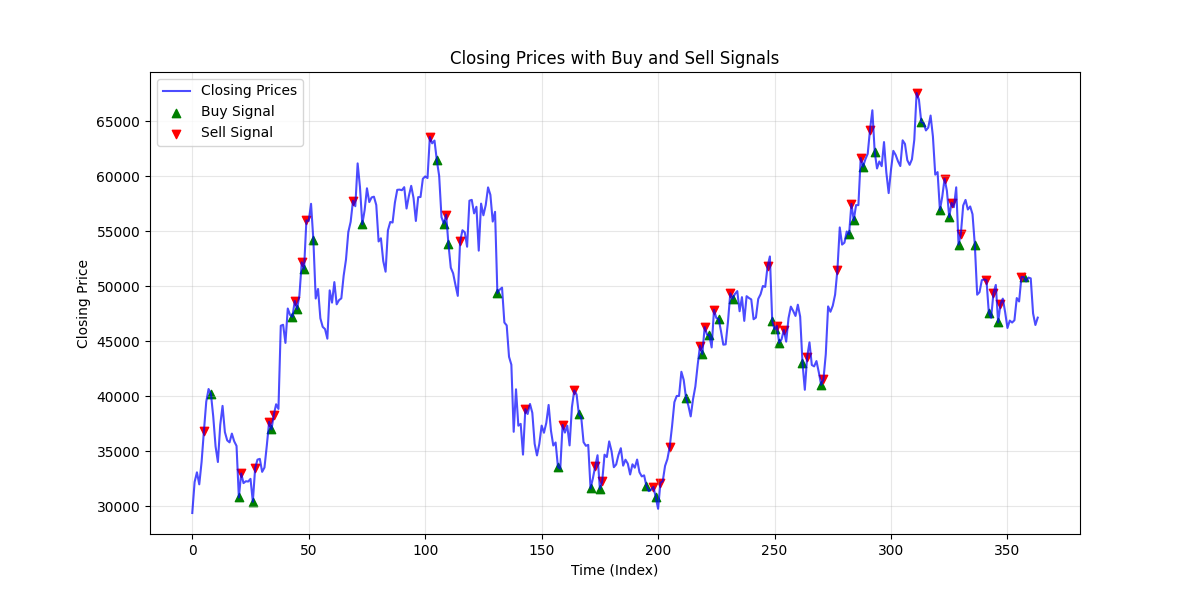 Closing Prices with Buy and Sell Signals
Closing Prices
Buy Signal
Sell Signal
65000
60000
55000
50000
45000
40000
35000
30000
Closing Price
0 50 100 150 200 250 300 350
Time (Index)